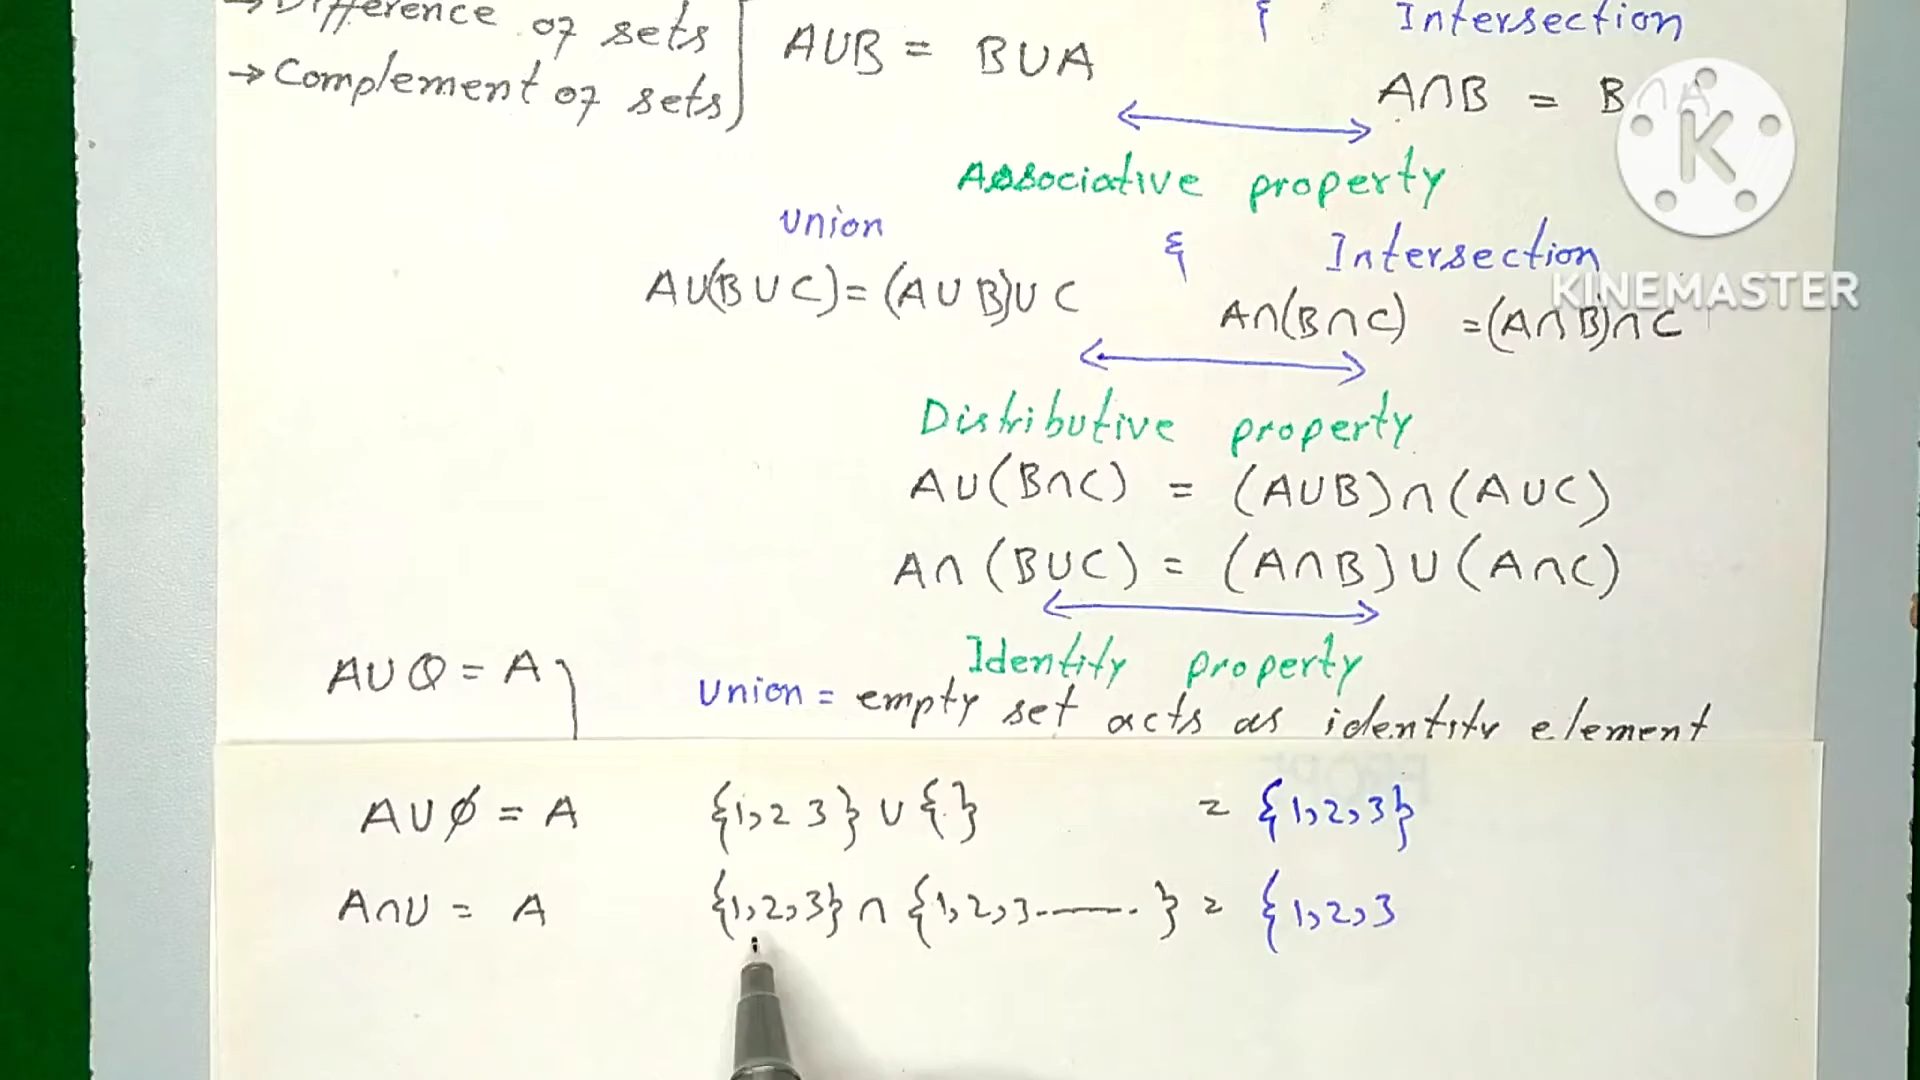 → Difference of sets
→ Complement of sets
A∪B = B∪A
& Intersection
A∩B = B∩A
Associative property
Union & Intersection
A∪(B∪C)=(A∪B)∪C
A∩(B∩C) =(A∩B)∩C
KINEMASTER
Distributive property
A∪(B∩C) = (A∪B)∩(A∪C)
A∩(B∪C) = (A∩B)∪(A∩C)
Identity property
A∪Ø = A
Union = empty set acts as identity element
A∪ϕ = A {1,2 3} ∪ { } = {1,2,3}
A∩U = A {1,2,3} ∩ {1,2,3-------.} = {1,2,3